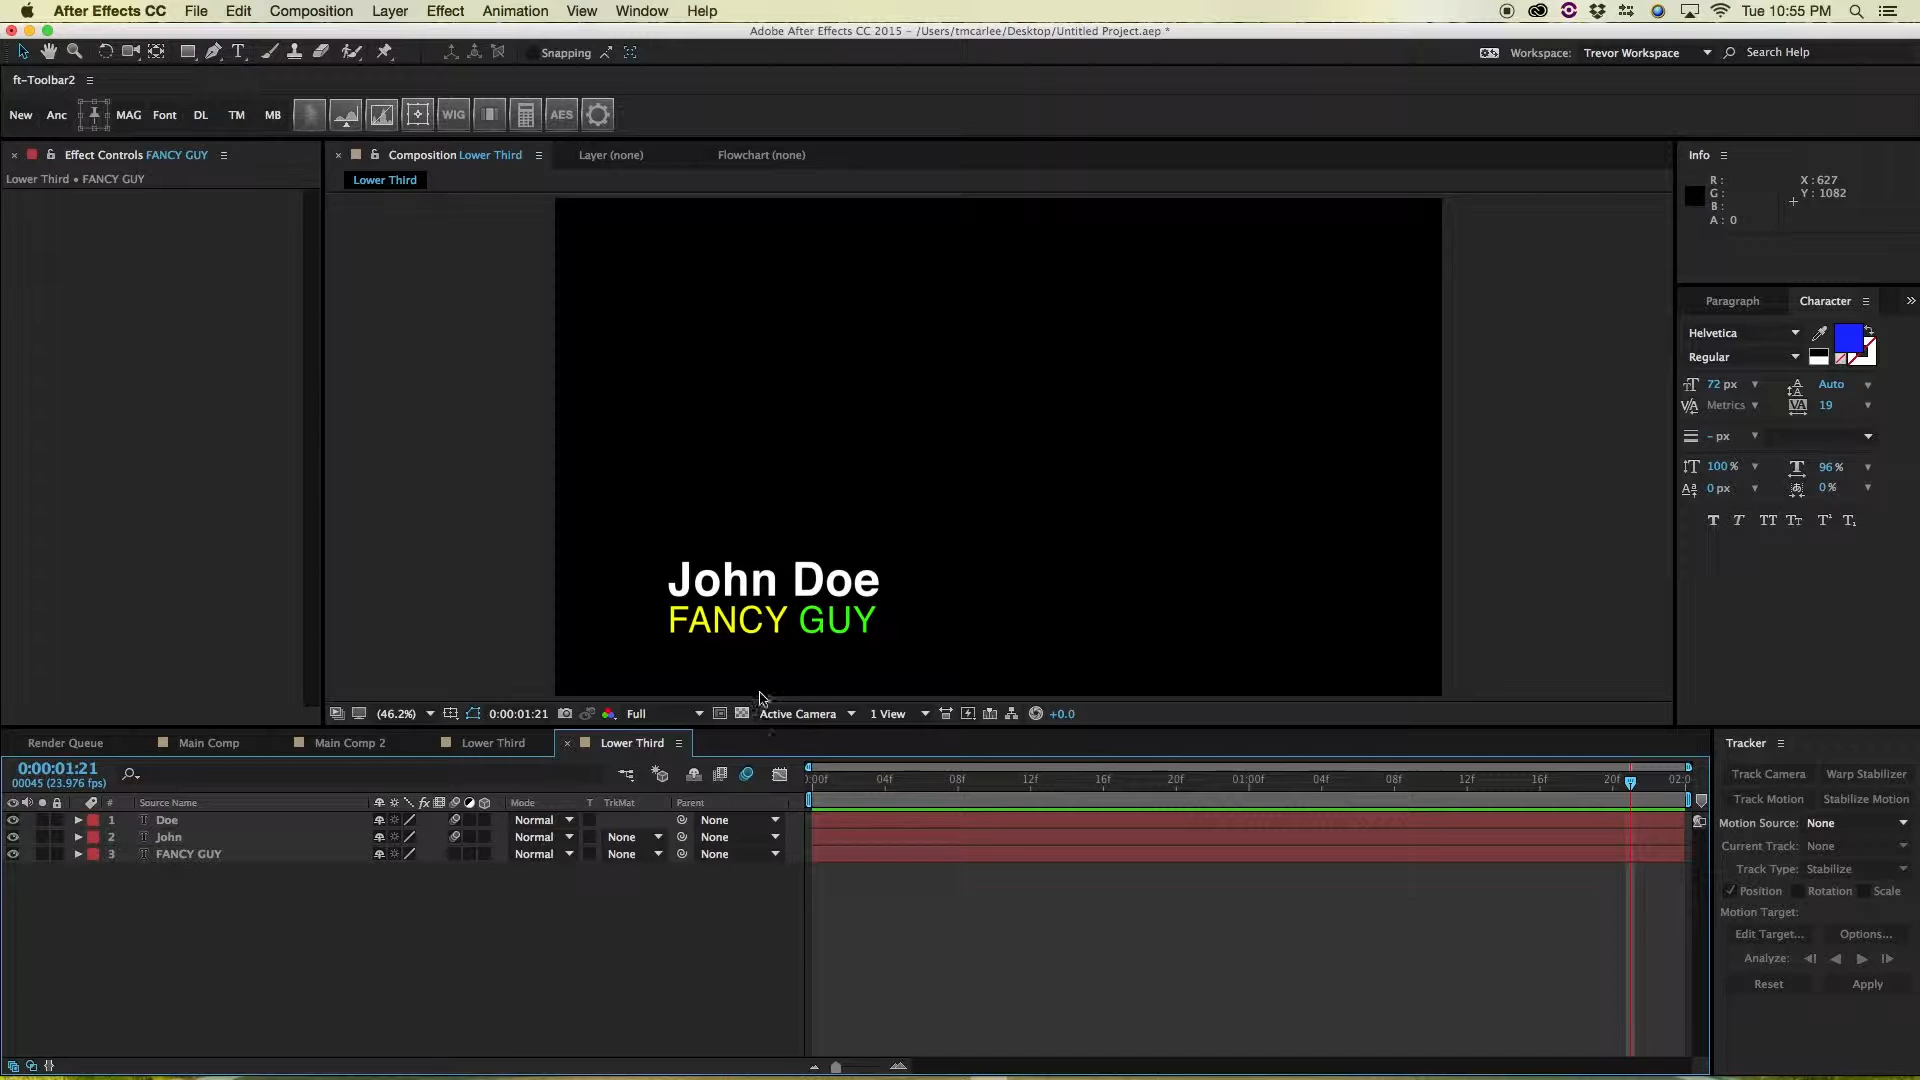 After Effects CC File Edit Composition Layer Effect Animation View Window Help Tue 10:55 PM
Adobe After Effects CC 2015 - /Users/tmcarlee/Desktop/Untitled Project.aep *
Snapping Workspace: Trevor Workspace Search Help
ft-Toolbar2
New Anc MAG Font DL TM MB WIG AES
Effect Controls FANCY GUY
Lower Third • FANCY GUY
Composition Lower Third Layer (none) Flowchart (none)
Lower Third
Info
R :
G :
B :
A : 0
X : 627
Y : 1082
Paragraph Character
Helvetica
Regular
72 px Auto
Metrics 19
- px
100 % 96 %
0 px 0 %
John Doe
FANCY GUY
(46.2%) 0:00:01:21 Full Active Camera 1 View +0.0
Render Queue Main Comp Main Comp 2 Lower Third Lower Third
0:00:01:21
00045 (23.976 fps)
):00f 04f 08f 12f 16f 20f 01:00f 04f 08f 12f 16f 20f 02:0
# Source Name Mode T TrkMat Parent
1 Doe Normal None
2 John Normal None None
3 FANCY GUY Normal None None
Tracker
Track Camera Warp Stabilizer
Track Motion Stabilize Motion
Motion Source: None
Current Track: None
Track Type: Stabilize
Position Rotation Scale
Motion Target:
Edit Target... Options...
Analyze:
Reset Apply